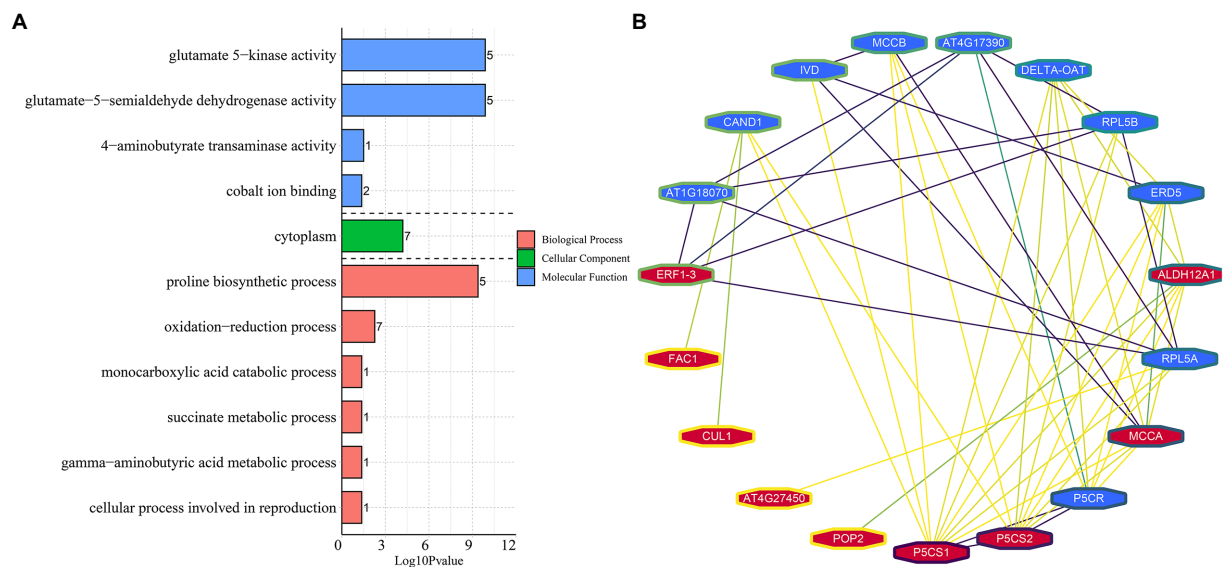 A
glutamate 5−kinase activity
5
glutamate−5−semialdehyde dehydrogenase activity
5
4−aminobutyrate transaminase activity
1
cobalt ion binding
2
cytoplasm
7
proline biosynthetic process
5
oxidation−reduction process
7
monocarboxylic acid catabolic process
1
succinate metabolic process
1
gamma−aminobutyric acid metabolic process
1
cellular process involved in reproduction
1
0 3 6 9 12
Log10Pvalue
Biological Process
Cellular Component
Molecular Function
B
MCCB
AT4G17390
IVD
DELTA-OAT
CAND1
RPL5B
AT1G18070
ERD5
ERF1-3
ALDH12A1
FAC1
RPL5A
CUL1
MCCA
AT4G27450
P5CR
POP2
P5CS1
P5CS2